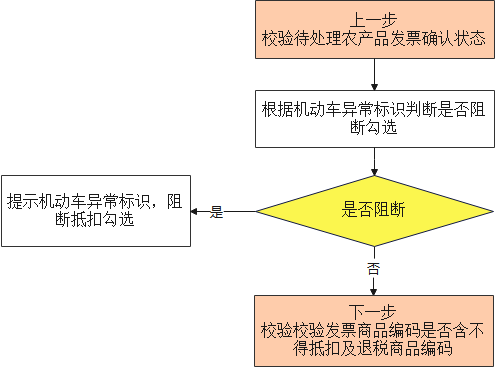 上一步
校验待处理农产品发票确认状态
根据机动车异常标识判断是否阻
断勾选
是否阻断
是
提示机动车异常标识，阻
断抵扣勾选
否
下一步
校验校验发票商品编码是否含不
得抵扣及退税商品编码